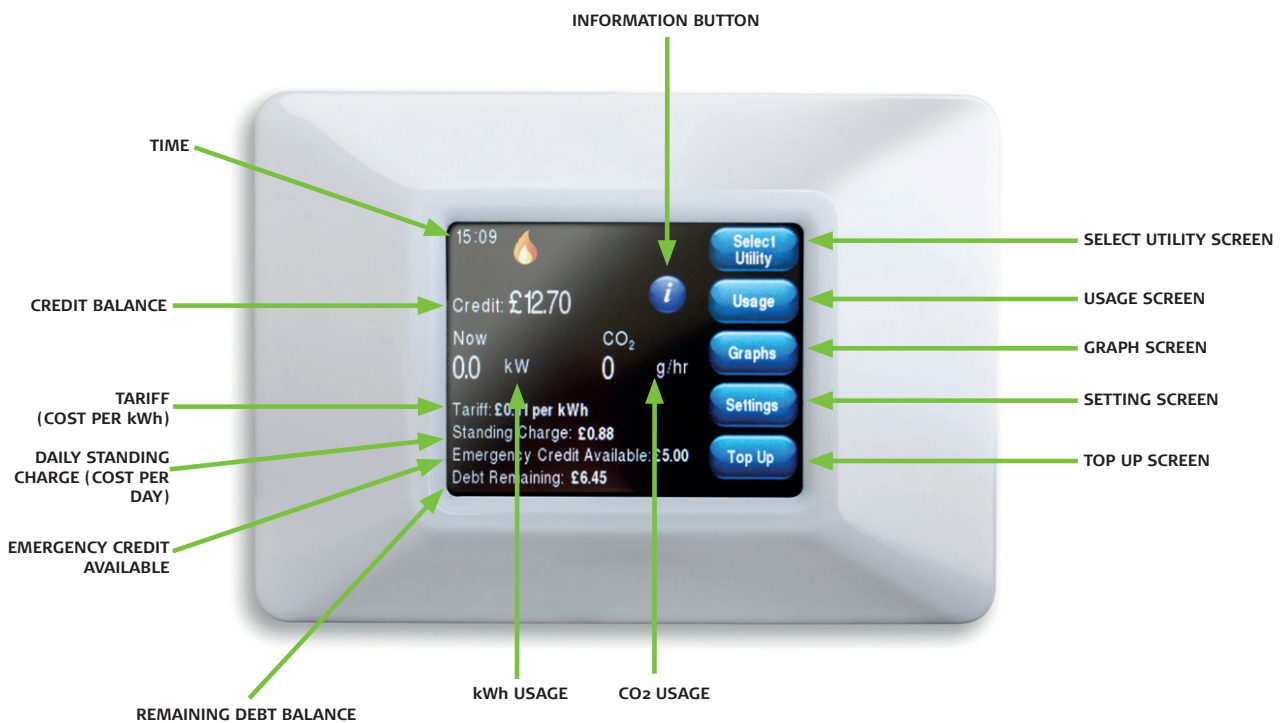 INFORMATION BUTTON
TIME
15:09
Select
Utility
SELECT UTILITY SCREEN
CREDIT BALANCE
Credit: £12.70
i
Usage
USAGE SCREEN
Now
CO₂
0.0 kW
0 g/hr
Graphs
GRAPH SCREEN
TARIFF
(COST PER kWh)
Tariff: per kWh
Settings
SETTING SCREEN
DAILY STANDING
CHARGE (COST PER
DAY)
Standing Charge: £0.88
Emergency Credit Available: £5.00
Debt Remaining: £6.45
Top Up
TOP UP SCREEN
EMERGENCY CREDIT
AVAILABLE
kWh USAGE
CO2 USAGE
REMAINING DEBT BALANCE